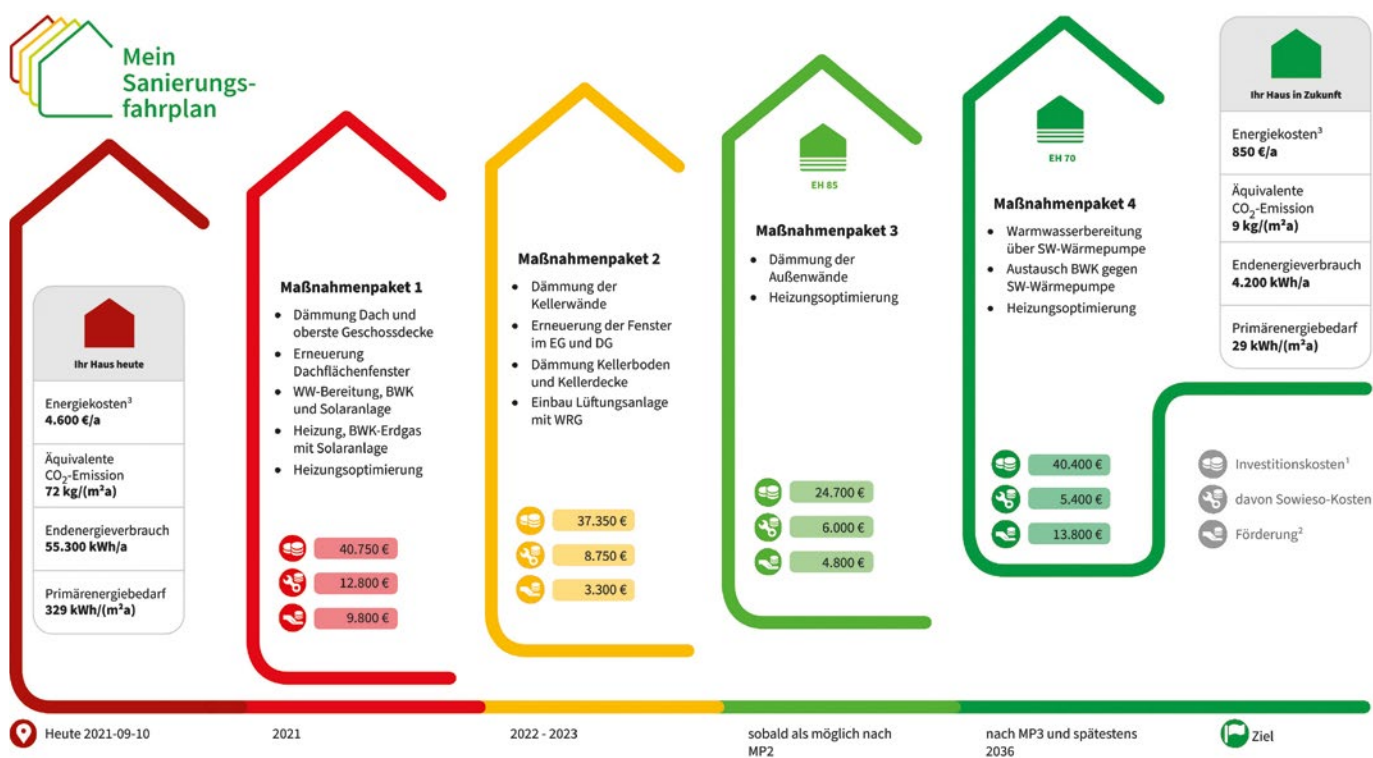 Mein
Sanierungs-
fahrplan
Ihr Haus heute
Energiekosten³
4.600 €/a
Äquivalente
CO₂-Emission
72 kg/(m²a)
Endenergieverbrauch
55.300 kWh/a
Primärenergiebedarf
329 kWh/(m²a)
Maßnahmenpaket 1
• Dämmung Dach und
oberste Geschossdecke
• Erneuerung
Dachflächenfenster
• WW-Bereitung, BWK
und Solaranlage
• Heizung, BWK-Erdgas
mit Solaranlage
• Heizungsoptimierung
40.750 €
12.800 €
9.800 €
Maßnahmenpaket 2
• Dämmung der
Kellerwände
• Erneuerung der Fenster
im EG und DG
• Dämmung Kellerboden
und Kellerdecke
• Einbau Lüftungsanlage
mit WRG
37.350 €
8.750 €
3.300 €
EH 85
Maßnahmenpaket 3
• Dämmung der
Außenwände
• Heizungsoptimierung
24.700 €
6.000 €
4.800 €
EH 70
Maßnahmenpaket 4
• Warmwasserbereitung
über SW-Wärmepumpe
• Austausch BWK gegen
SW-Wärmepumpe
• Heizungsoptimierung
40.400 €
5.400 €
13.800 €
Ihr Haus in Zukunft
Energiekosten³
850 €/a
Äquivalente
CO₂-Emission
9 kg/(m²a)
Endenergieverbrauch
4.200 kWh/a
Primärenergiebedarf
29 kWh/(m²a)
Investitionskosten¹
davon Sowieso-Kosten
Förderung²
Heute 2021-09-10
2021
2022 - 2023
sobald als möglich nach
MP2
nach MP3 und spätestens
2036
Ziel